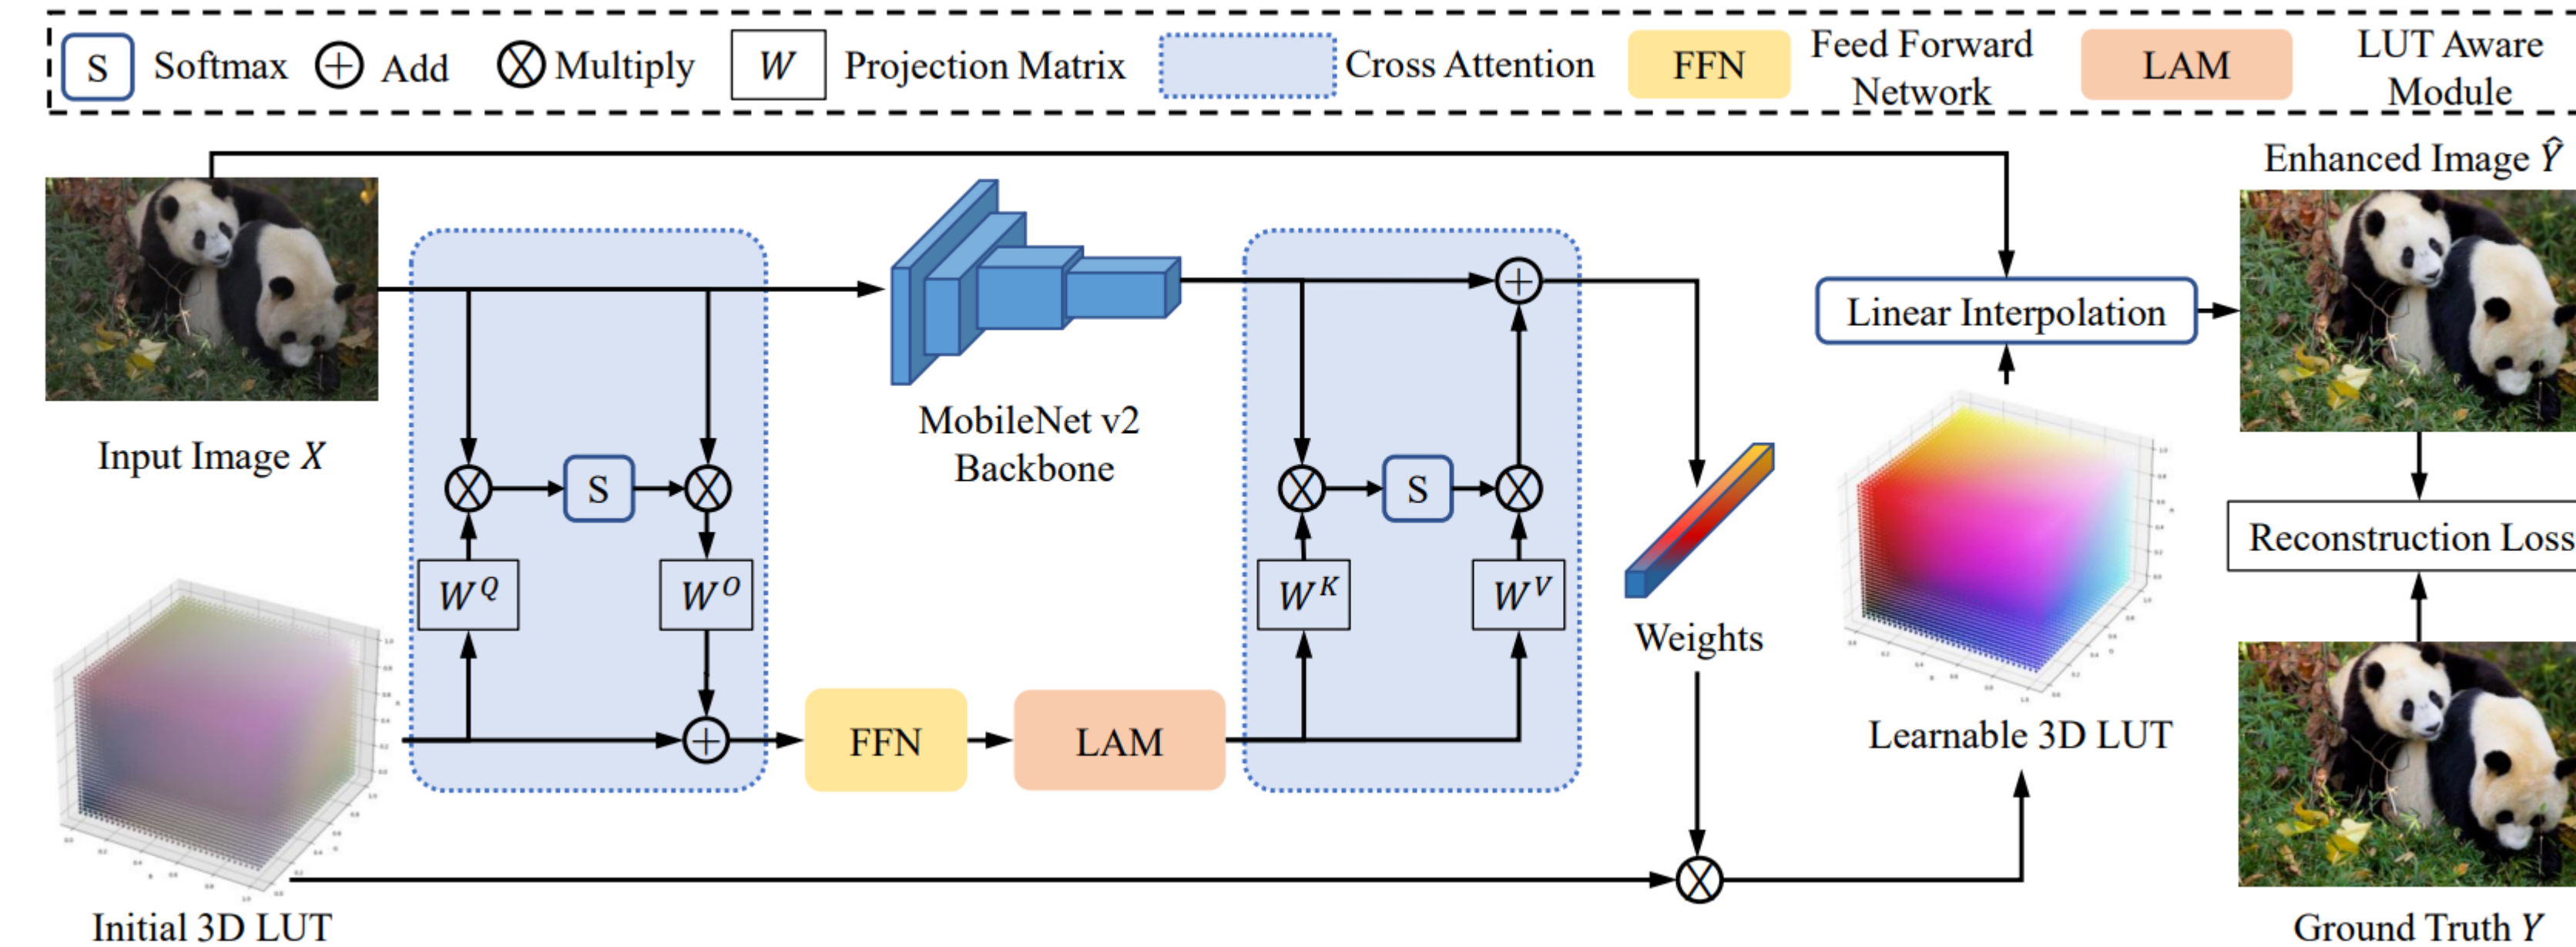 S Softmax + Add × Multiply W Projection Matrix Cross Attention FFN Feed Forward Network LAM LUT Aware Module
Enhanced Image Ŷ
Input Image X
MobileNet v2
Backbone
Linear Interpolation
S
S
W^Q
W^O
W^K
W^V
Weights
Reconstruction Loss
FFN
LAM
Learnable 3D LUT
Initial 3D LUT
Ground Truth Y